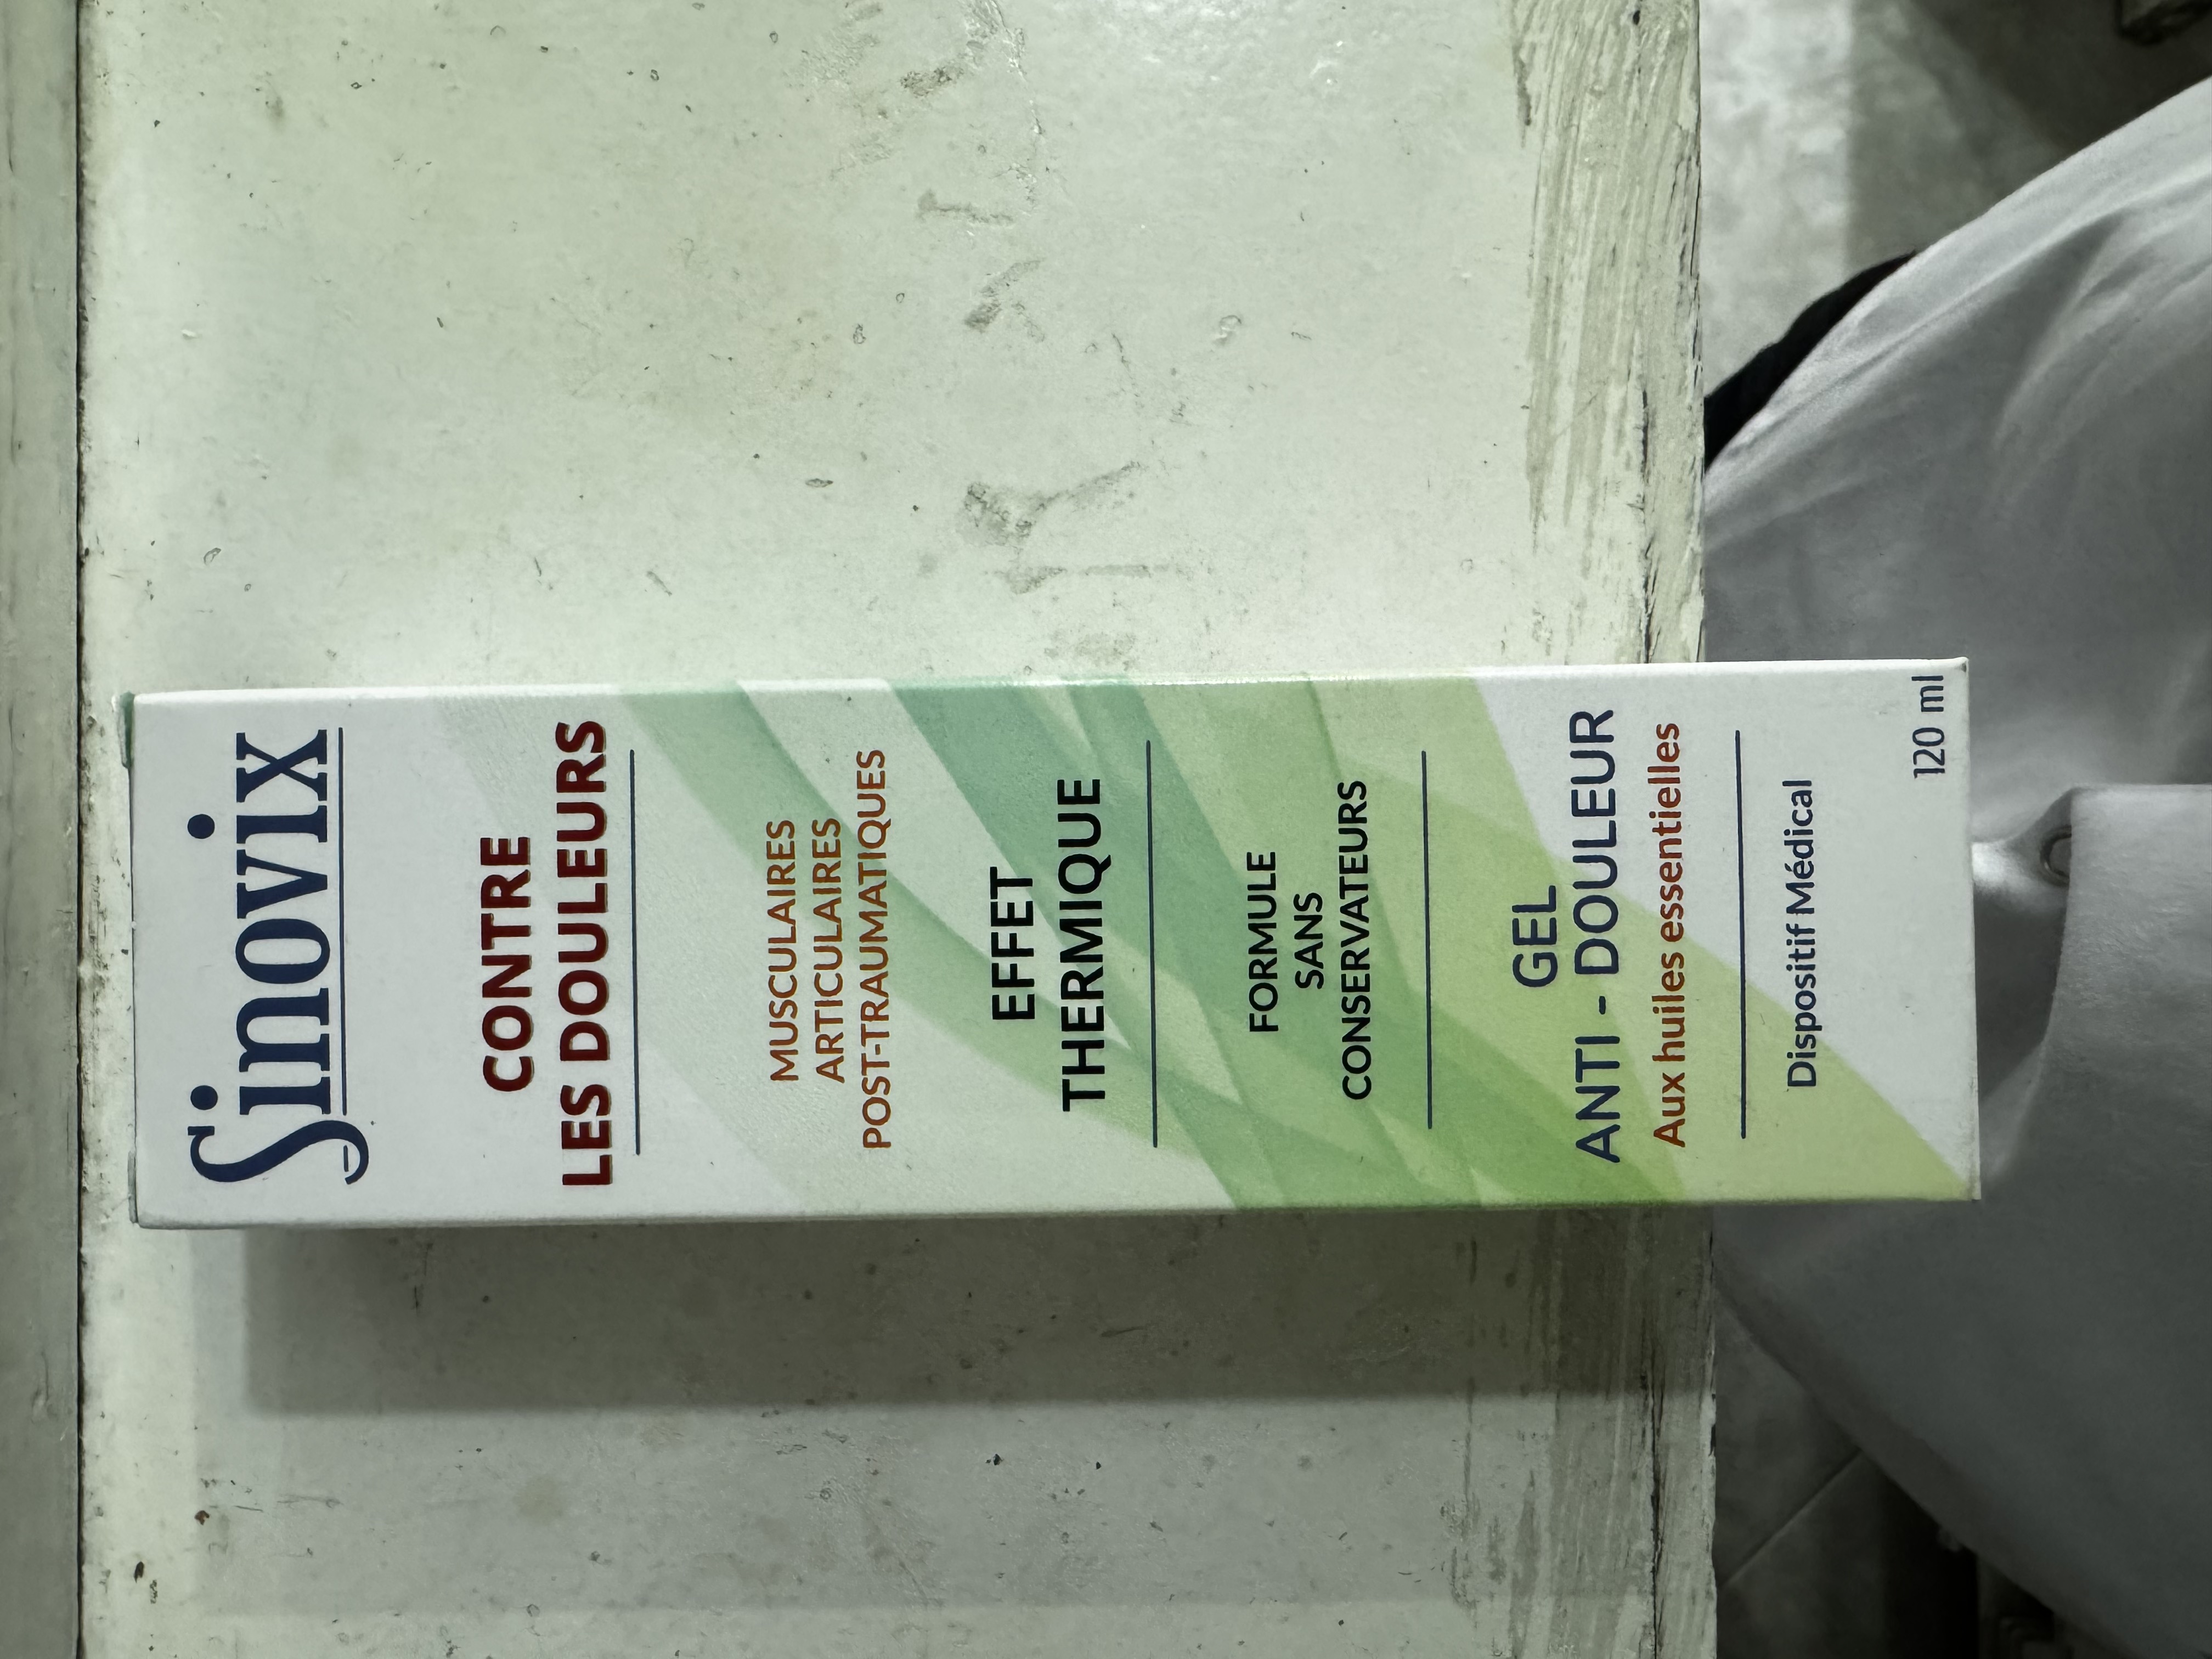 Sinovix
CONTRE
LES DOULEURS
MUSCULAIRES
ARTICULAIRES
POST-TRAUMATIQUES
EFFET
THERMIQUE
FORMULE
SANS
CONSERVATEURS
GEL
ANTI - DOULEUR
Aux huiles essentielles
Dispositif Médical
120 ml